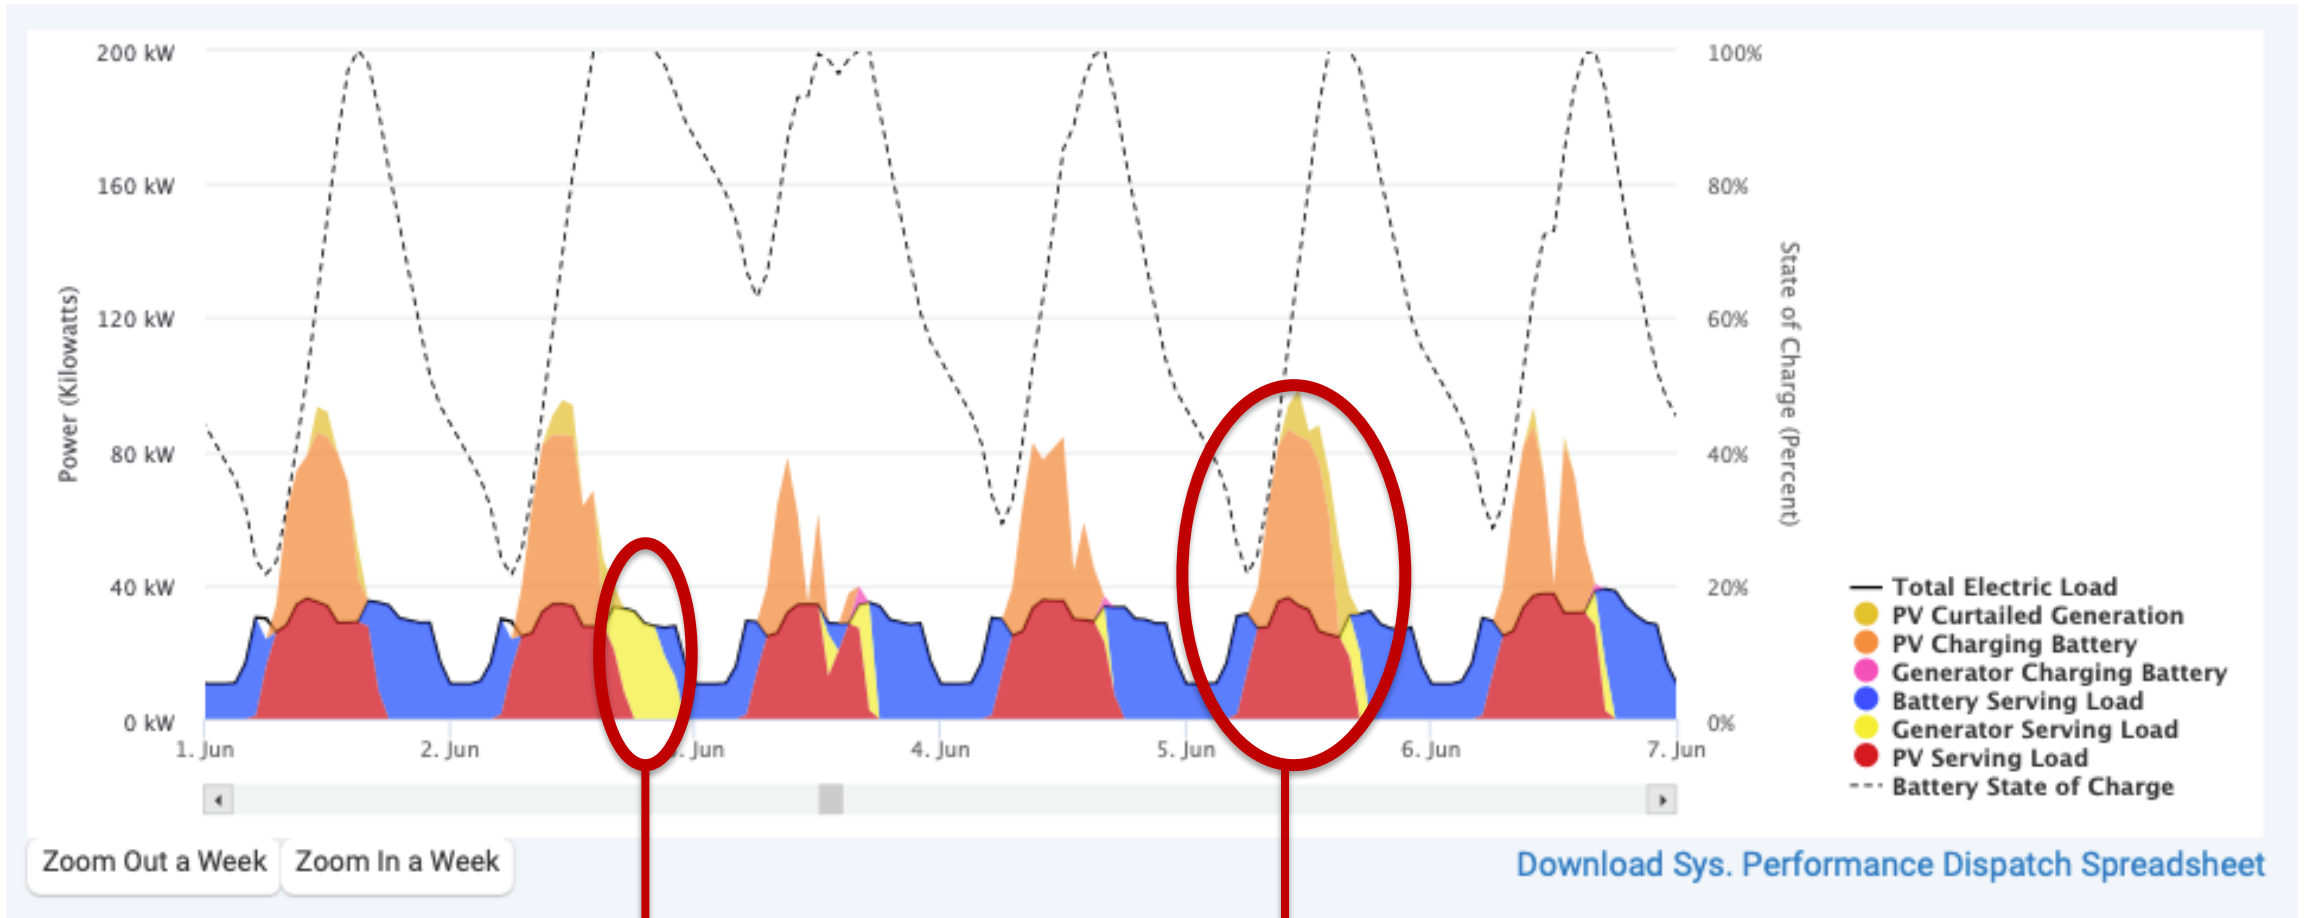 200 kW
160 kW
120 kW
80 kW
40 kW
0 kW
Power (Kilowatts)
100%
80%
60%
40%
20%
0%
State of Charge (Percent)
1. Jun
2. Jun
. Jun
4. Jun
5. Jun
6. Jun
7. Jun
Total Electric Load
PV Curtailed Generation
PV Charging Battery
Generator Charging Battery
Battery Serving Load
Generator Serving Load
PV Serving Load
Battery State of Charge
Zoom Out a Week
Zoom In a Week
Download Sys. Performance Dispatch Spreadsheet